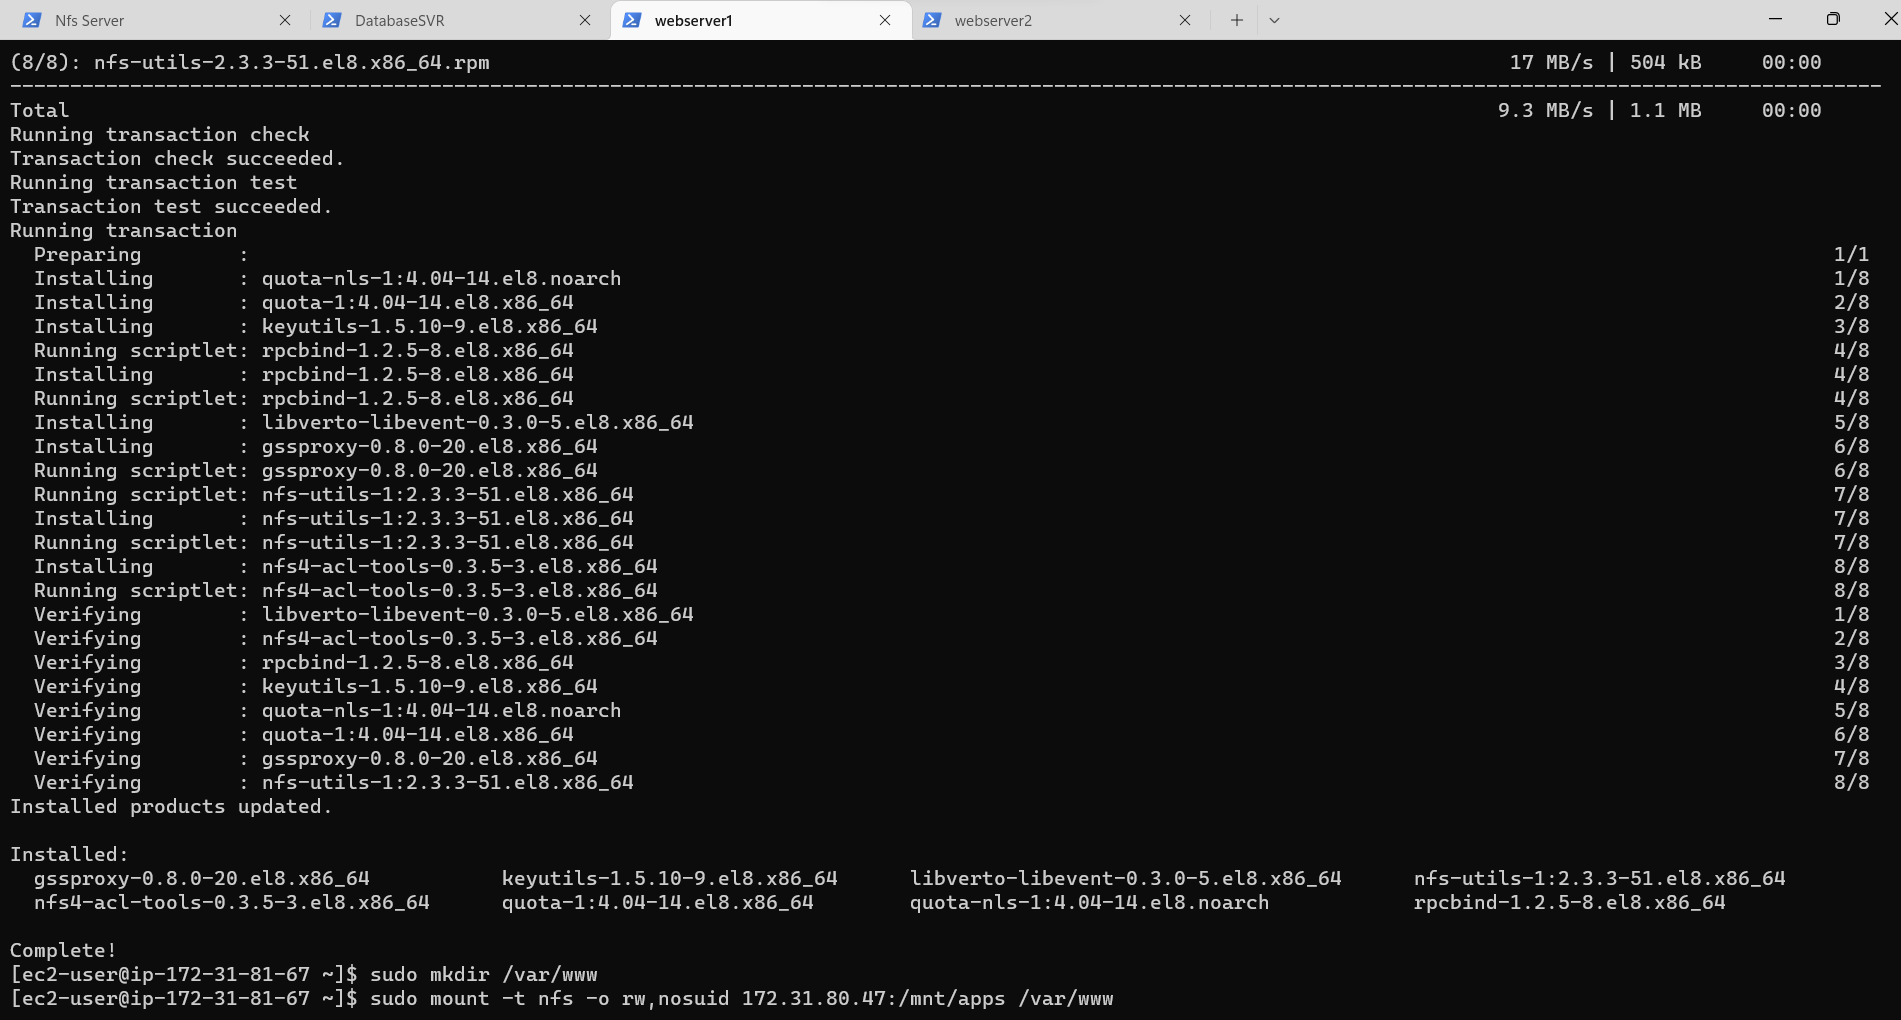 Nfs Server DatabaseSVR webserver1 webserver2
(8/8): nfs-utils-2.3.3-51.el8.x86_64.rpm 17 MB/s | 504 kB 00:00
--------------------------------------------------------------------------------------------------------------------------------------------------------------
Total 9.3 MB/s | 1.1 MB 00:00
Running transaction check
Transaction check succeeded.
Running transaction test
Transaction test succeeded.
Running transaction
Preparing : 1/1
Installing : quota-nls-1:4.04-14.el8.noarch 1/8
Installing : quota-1:4.04-14.el8.x86_64 2/8
Installing : keyutils-1.5.10-9.el8.x86_64 3/8
Running scriptlet: rpcbind-1.2.5-8.el8.x86_64 4/8
Installing : rpcbind-1.2.5-8.el8.x86_64 4/8
Running scriptlet: rpcbind-1.2.5-8.el8.x86_64 4/8
Installing : libverto-libevent-0.3.0-5.el8.x86_64 5/8
Installing : gssproxy-0.8.0-20.el8.x86_64 6/8
Running scriptlet: gssproxy-0.8.0-20.el8.x86_64 6/8
Running scriptlet: nfs-utils-1:2.3.3-51.el8.x86_64 7/8
Installing : nfs-utils-1:2.3.3-51.el8.x86_64 7/8
Running scriptlet: nfs-utils-1:2.3.3-51.el8.x86_64 7/8
Installing : nfs4-acl-tools-0.3.5-3.el8.x86_64 8/8
Running scriptlet: nfs4-acl-tools-0.3.5-3.el8.x86_64 8/8
Verifying : libverto-libevent-0.3.0-5.el8.x86_64 1/8
Verifying : nfs4-acl-tools-0.3.5-3.el8.x86_64 2/8
Verifying : rpcbind-1.2.5-8.el8.x86_64 3/8
Verifying : keyutils-1.5.10-9.el8.x86_64 4/8
Verifying : quota-nls-1:4.04-14.el8.noarch 5/8
Verifying : quota-1:4.04-14.el8.x86_64 6/8
Verifying : gssproxy-0.8.0-20.el8.x86_64 7/8
Verifying : nfs-utils-1:2.3.3-51.el8.x86_64 8/8
Installed products updated.
Installed:
gssproxy-0.8.0-20.el8.x86_64 keyutils-1.5.10-9.el8.x86_64 libverto-libevent-0.3.0-5.el8.x86_64 nfs-utils-1:2.3.3-51.el8.x86_64
nfs4-acl-tools-0.3.5-3.el8.x86_64 quota-1:4.04-14.el8.x86_64 quota-nls-1:4.04-14.el8.noarch rpcbind-1.2.5-8.el8.x86_64
Complete!
[ec2-user@ip-172-31-81-67 ~]$ sudo mkdir /var/www
[ec2-user@ip-172-31-81-67 ~]$ sudo mount -t nfs -o rw,nosuid 172.31.80.47:/mnt/apps /var/www